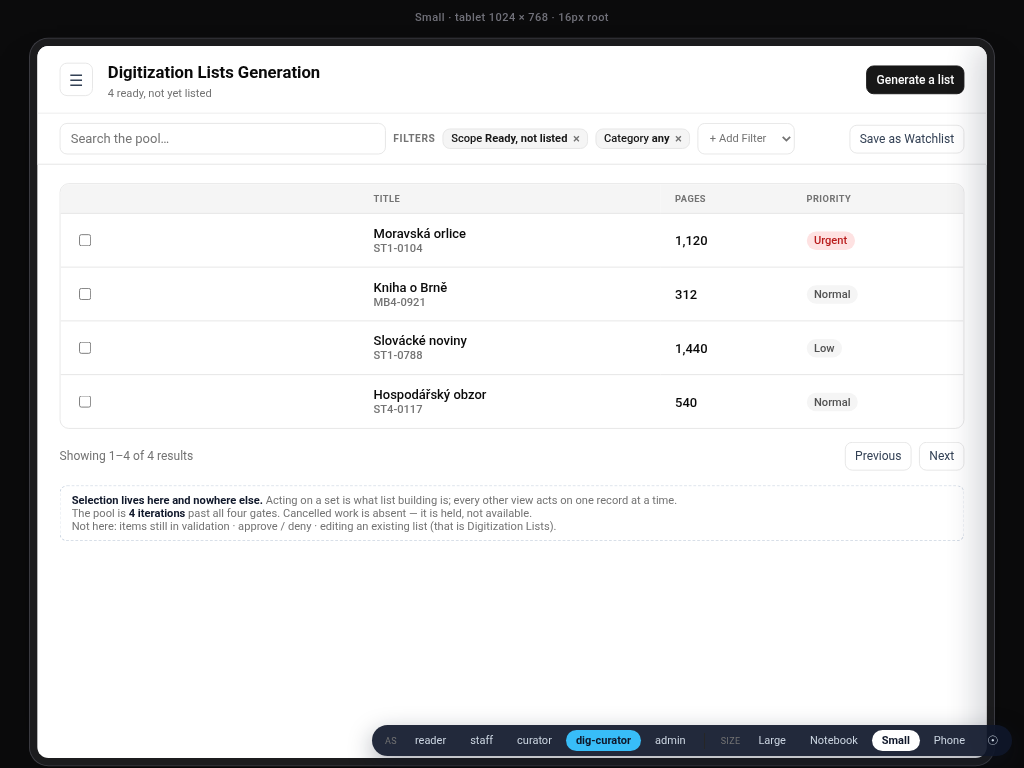 Small · tablet 1024 × 768 · 16px root
☰
Digitization Lists Generation
4 ready, not yet listed
Generate a list
Search the pool…
FILTERS
Scope Ready, not listed ×
Category any ×
+ Add Filter
Save as Watchlist
TITLE PAGES PRIORITY
Moravská orlice
ST1-0104
1,120
Urgent
Kniha o Brně
MB4-0921
312
Normal
Slovácké noviny
ST1-0788
1,440
Low
Hospodářský obzor
ST4-0117
540
Normal
Showing 1–4 of 4 results
Previous
Next
Selection lives here and nowhere else. Acting on a set is what list building is; every other view acts on one record at a time.
The pool is 4 iterations past all four gates. Cancelled work is absent — it is held, not available.
Not here: items still in validation · approve / deny · editing an existing list (that is Digitization Lists).
AS reader staff curator dig-curator admin SIZE Large Notebook Small Phone